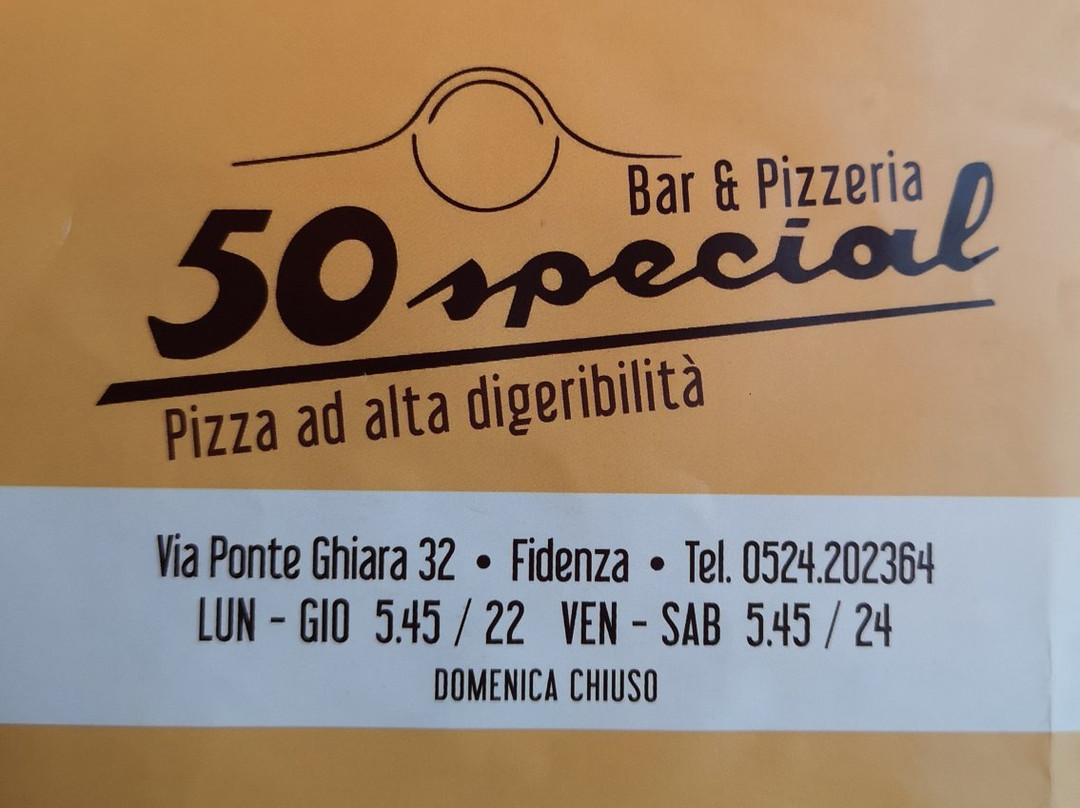 Bar & Pizzeria
50 special
Pizza ad alta digeribilità
Via Ponte Ghiara 32 • Fidenza • Tel. 0524.202364
LUN - GIO 5.45 / 22 VEN - SAB 5.45 / 24
DOMENICA CHIUSO